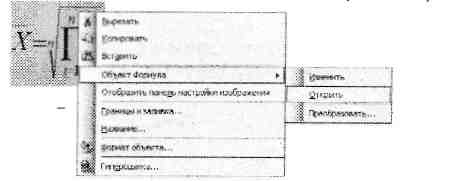 X=
n
n
Вырезать
Копировать
Вставить
Объект Формула
Изменить
Отобразить панель настройки изображения
Открыть
Границы и заливка...
Преобразовать...
Название...
Формат объекта...
Гиперссылка...